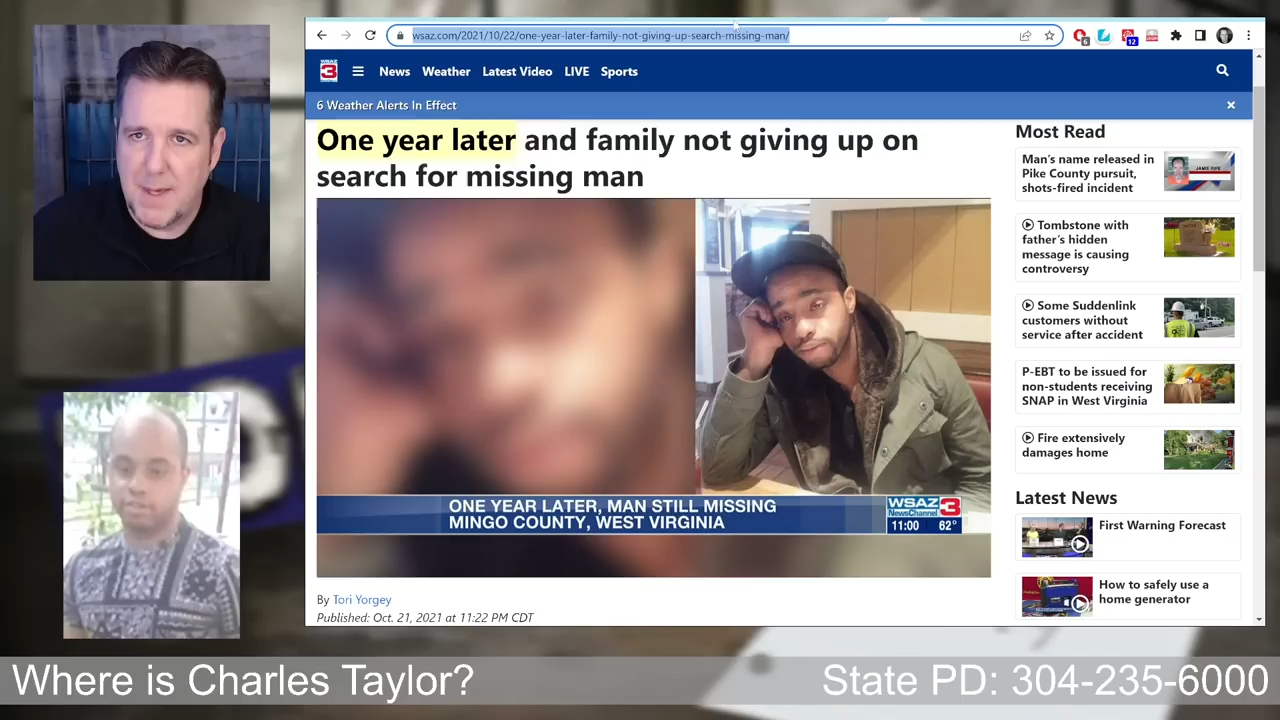 wsaz.com/2021/10/22/one-year-later-family-not-giving-up-search-missing-man/
6
12
WSAZ
3
News
Weather
Latest Video
LIVE
Sports
6 Weather Alerts In Effect
One year later and family not giving up on
search for missing man
ONE YEAR LATER, MAN STILL MISSING
MINGO COUNTY, WEST VIRGINIA
WSAZ
NewsChannel 3
11:00 62°
By Tori Yorgey
Published: Oct. 21, 2021 at 11:22 PM CDT
Most Read
Man's name released in
Pike County pursuit,
shots-fired incident
Tombstone with
father's hidden
message is causing
controversy
Some Suddenlink
customers without
service after accident
P-EBT to be issued for
non-students receiving
SNAP in West Virginia
Fire extensively
damages home
Latest News
First Warning Forecast
How to safely use a
home generator
Where is Charles Taylor?
State PD: 304-235-6000